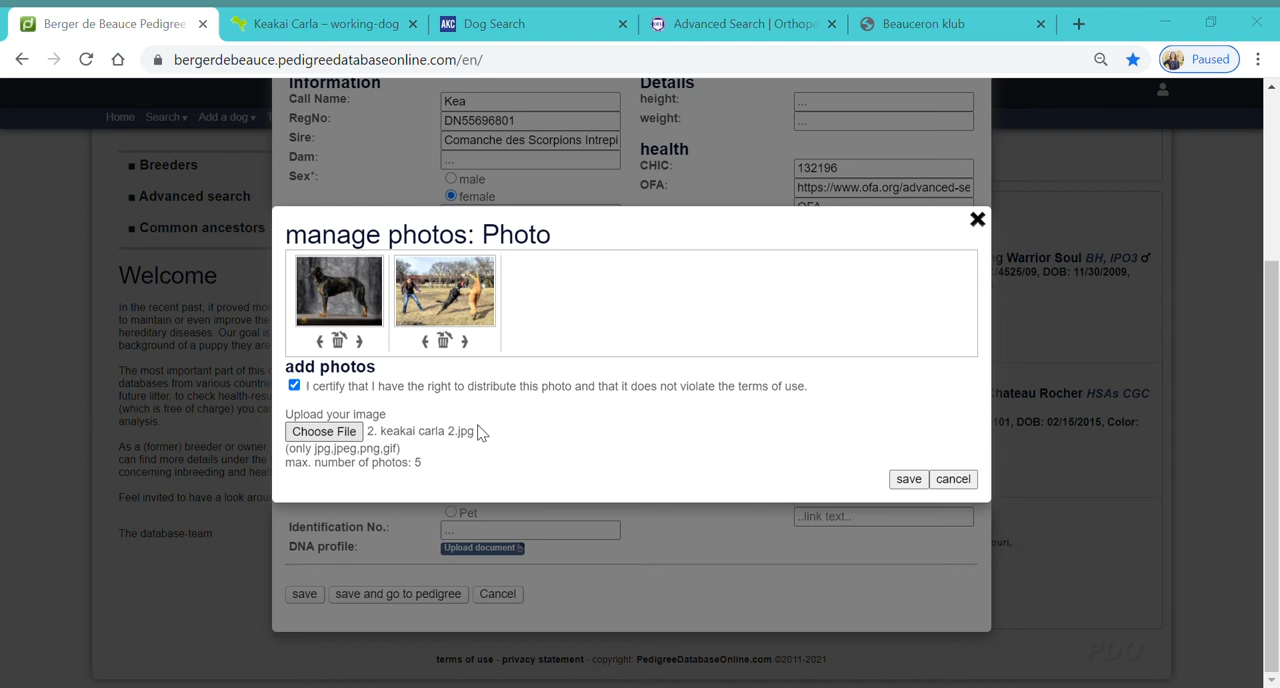 Berger de Beauce Pedigree
Keakai Carla – working-dog
AKC Dog Search
Advanced Search | Orthope
Beauceron klub
bergerdebeauce.pedigreedatabaseonline.com/en/
Paused
Home Search Add a dog
Breeders
Advanced search
Common ancestors
Welcome
In the recent past, it proved mo
to maintain or even improve the
hereditary diseases. Our goal is
background of a puppy they are
The most important part of this
databases from various countrie
future litter, to check health-resu
(which is free of charge) you ca
analysis.
As a (former) breeder or owner
can find more details under the
concerning inbreeding and heal
Feel invited to have a look arou
The database-team
Information
Call Name: Kea
RegNo: DN55696801
Sire: Comanche des Scorpions Intrepi
Dam: ...
Sex*: male
female
Details
height: ...
weight: ...
health
CHIC: 132196
OFA: https://www.ofa.org/advanced-se
OFA
manage photos: Photo
add photos
I certify that I have the right to distribute this photo and that it does not violate the terms of use.
Upload your image
Choose File 2. keakai carla 2.jpg
(only jpg,jpeg,png,gif)
max. number of photos: 5
save cancel
Pet
Identification No.: ...
DNA profile: Upload document
..link text..
save save and go to pedigree Cancel
g Warrior Soul BH, IPO3 ♂
4525/09, DOB: 11/30/2009,
hateau Rocher HSAs CGC
101, DOB: 02/15/2015, Color:
ouri,
PDO
terms of use - privacy statement - copyright: PedigreeDatabaseOnline.com ©2011-2021